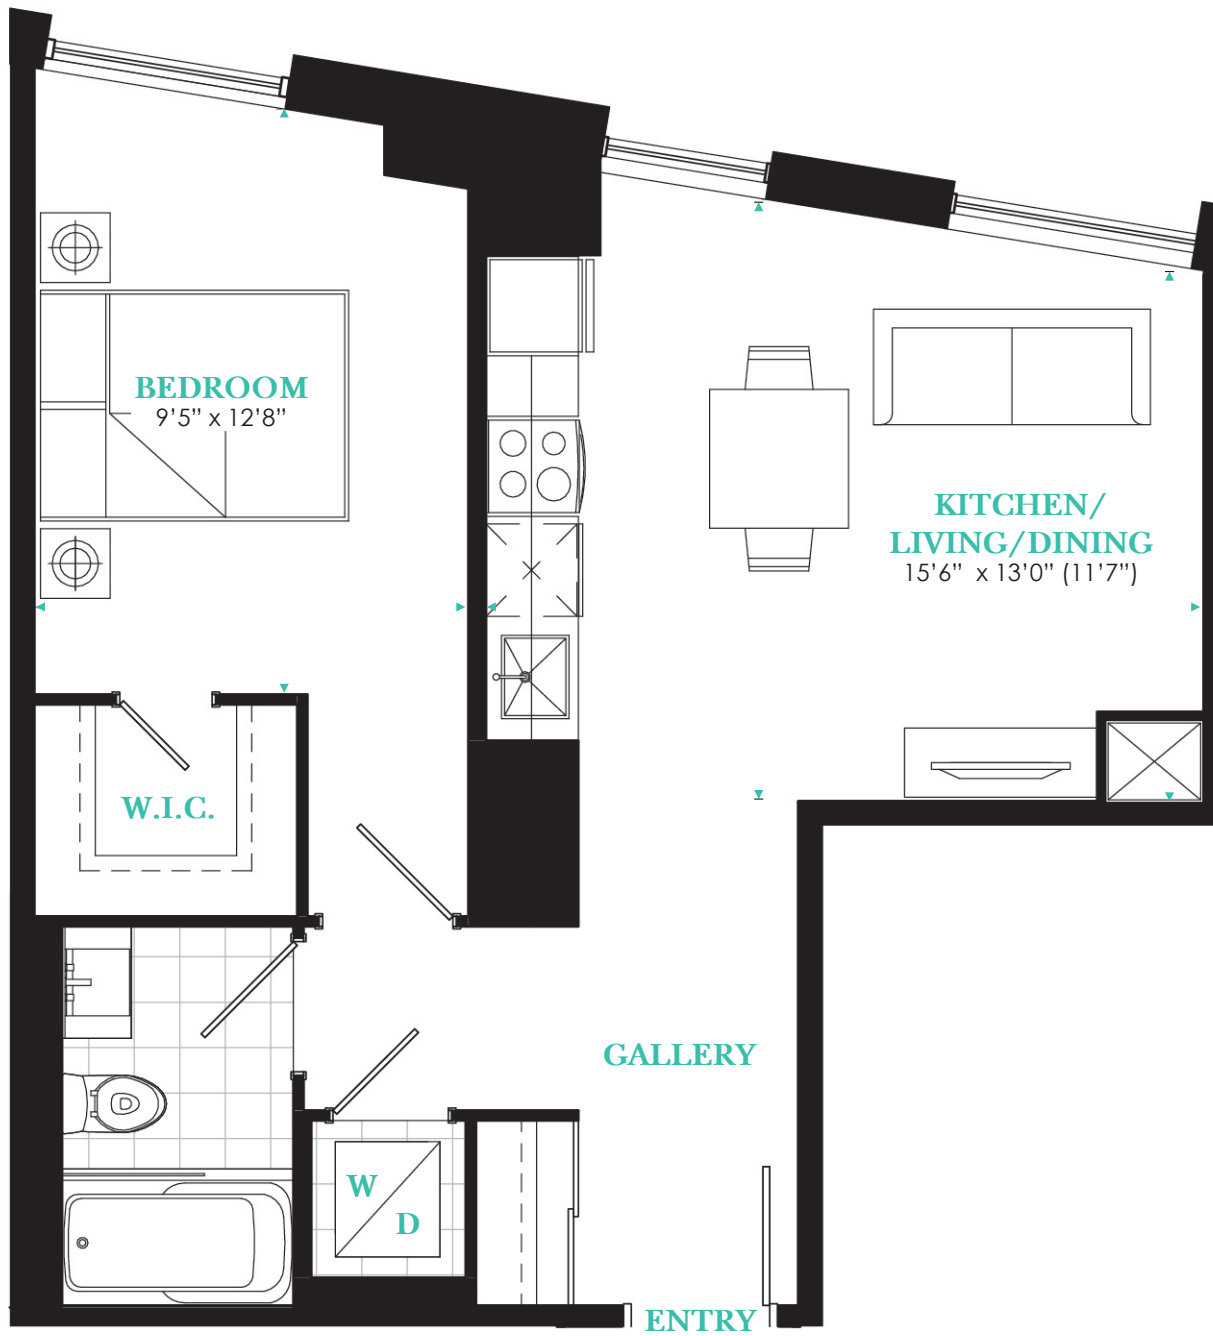 BEDROOM
9’5” x 12’8”
KITCHEN/
LIVING/DINING
15’6” x 13’0” (11’7”)
W.I.C.
GALLERY
W
D
ENTRY